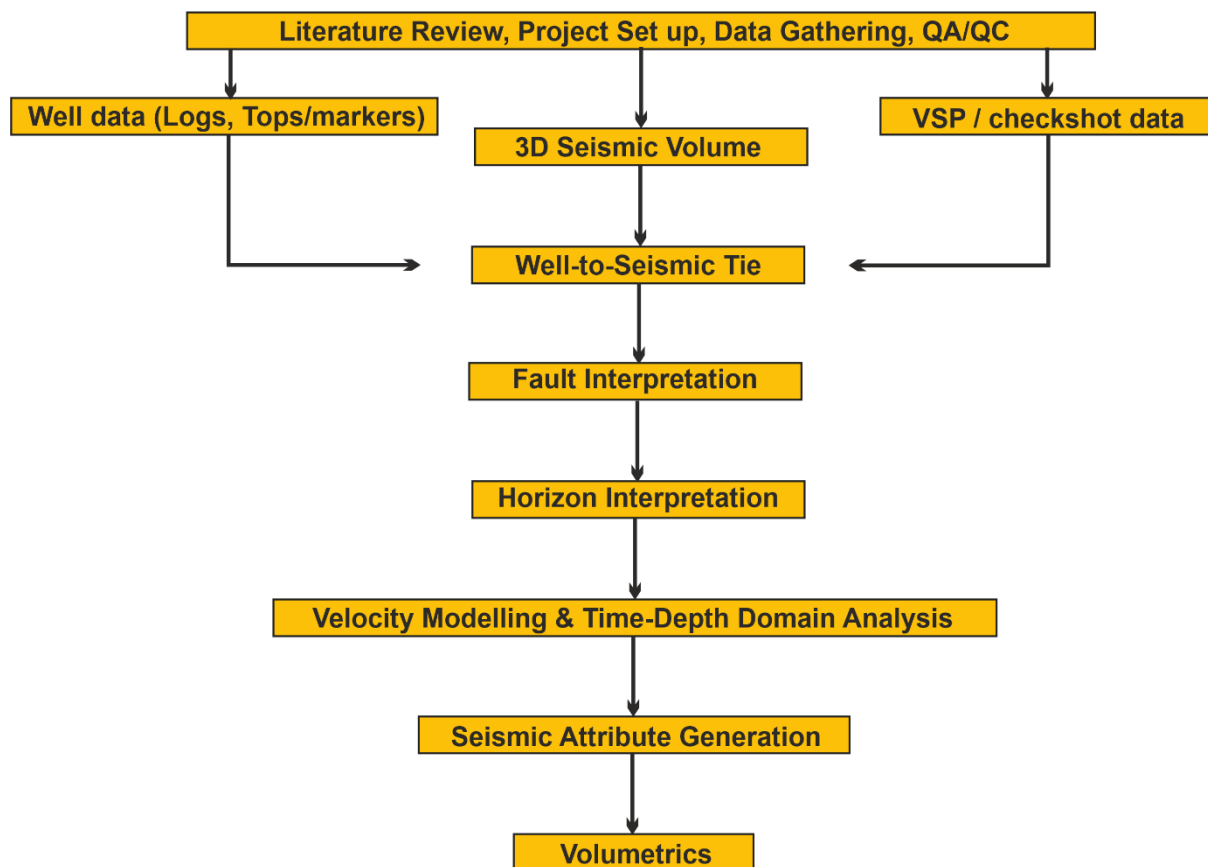 Literature Review, Project Set up, Data Gathering, QA/QC
Well data (Logs, Tops/markers)
VSP / checkshot data
3D Seismic Volume
Well-to-Seismic Tie
Fault Interpretation
Horizon Interpretation
Velocity Modelling & Time-Depth Domain Analysis
Seismic Attribute Generation
Volumetrics